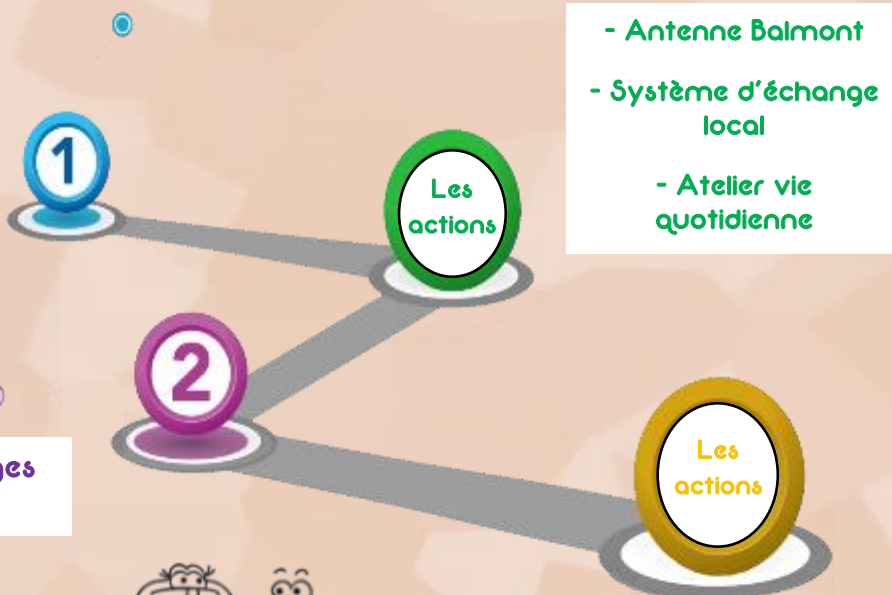 - Antenne Balmont
- Système d'échange
local
- Atelier vie
quotidienne
1
Les
actions
2
Les
actions